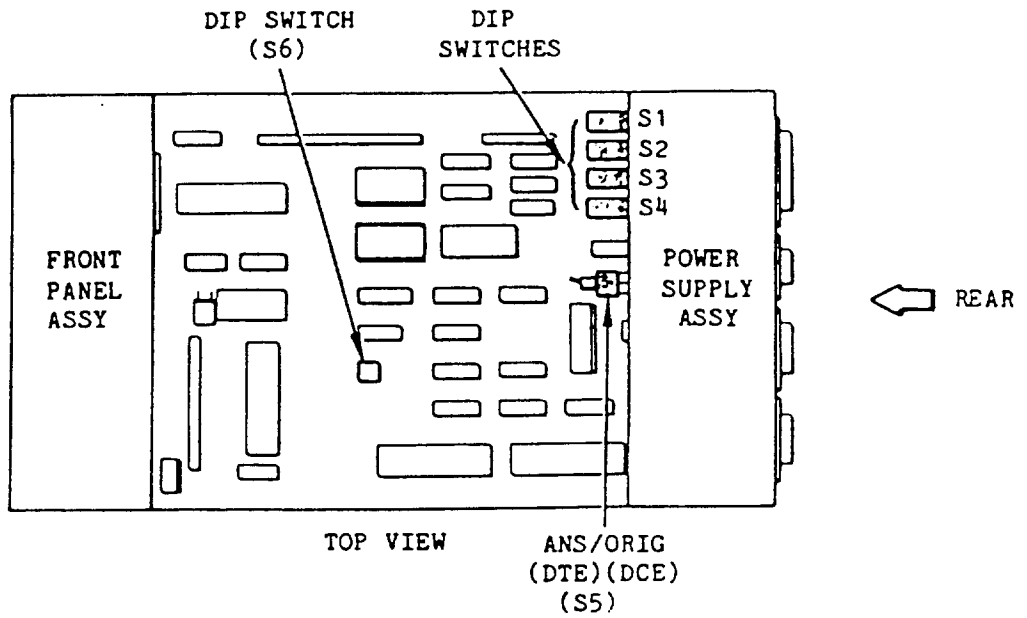 DIP SWITCH
(S6)
DIP
SWITCHES
S1
S2
S3
S4
FRONT
PANEL
ASSY
POWER
SUPPLY
ASSY
REAR
TOP VIEW
ANS/ORIG
(DTE)(DCE)
(S5)